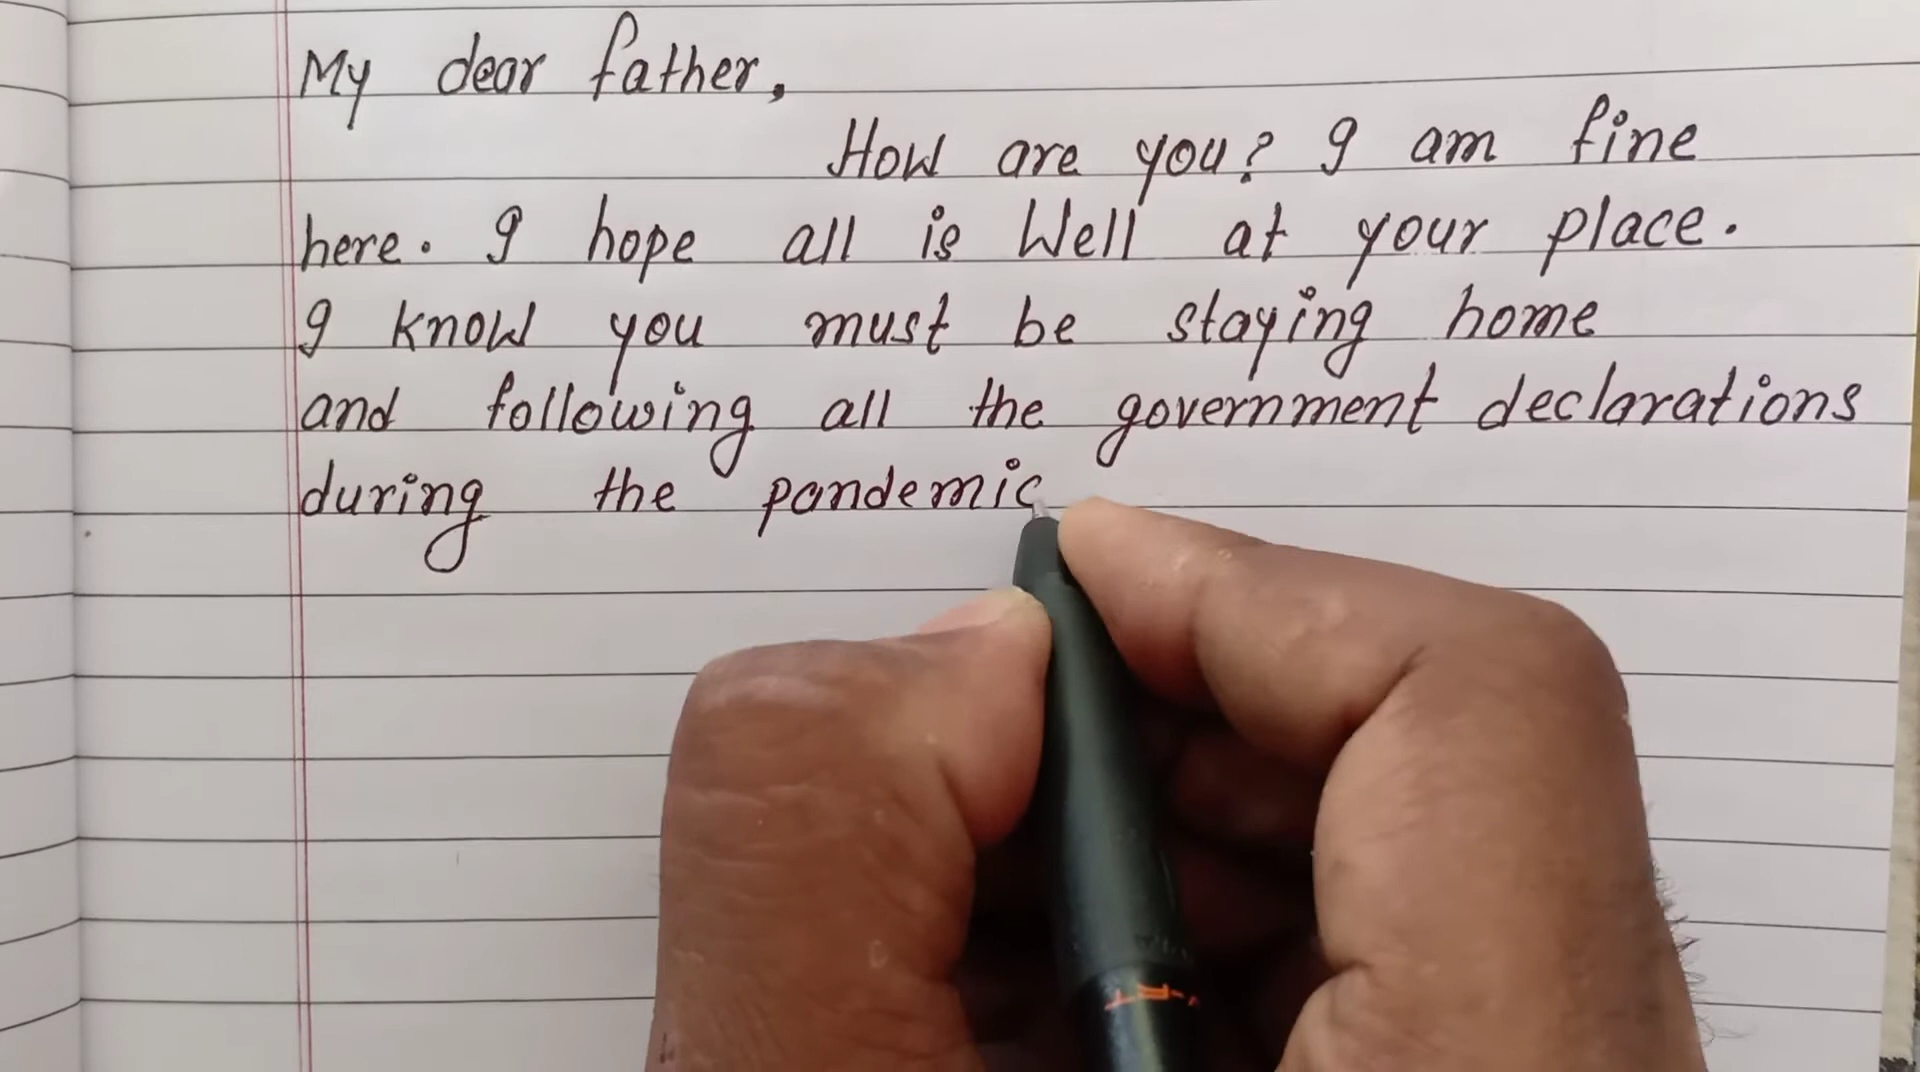 My dear father,
How are you? I am fine
here. I hope all is Well at your place.
I know you must be staying home
and following all the government declarations
during the pandemic